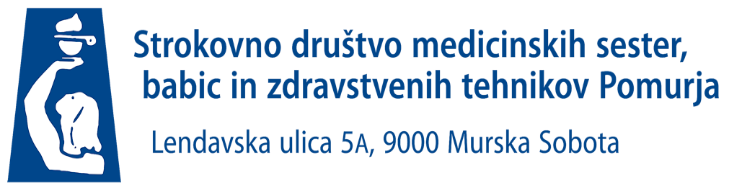 Strokovno društvo medicinskih sester,
babic in zdravstvenih tehnikov Pomurja
Lendavska ulica 5A, 9000 Murska Sobota